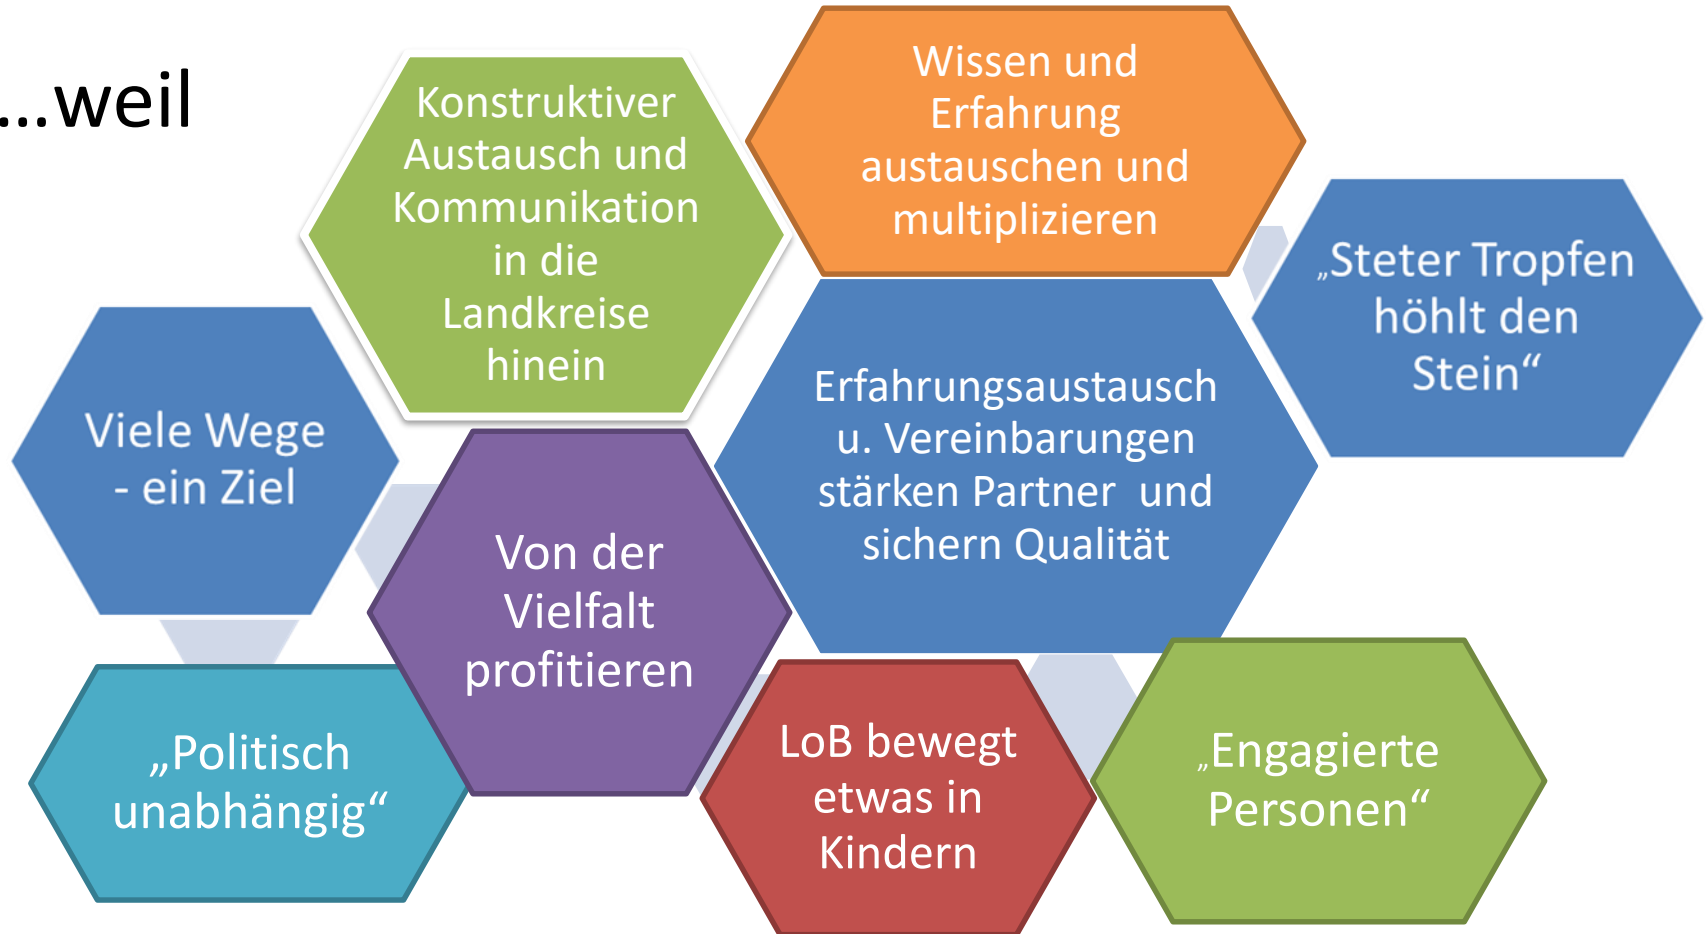 ...weil
Konstruktiver
Austausch und
Kommunikation
in die
Landkreise
hinein
Wissen und
Erfahrung
austauschen und
multiplizieren
„Steter Tropfen
höhlt den
Stein“
Viele Wege
- ein Ziel
Erfahrungsaustausch
u. Vereinbarungen
stärken Partner  und
sichern Qualität
Von der
Vielfalt
profitieren
„Politisch
unabhängig“
LoB bewegt
etwas in
Kindern
„Engagierte
Personen“